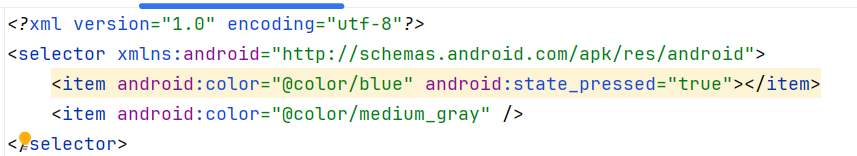 <?xml version="1.0" encoding="utf-8"?>
<selector xmlns:android="http://schemas.android.com/apk/res/android">
    <item android:color="@color/blue" android:state_pressed="true"></item>
    <item android:color="@color/medium_gray" />
</selector>